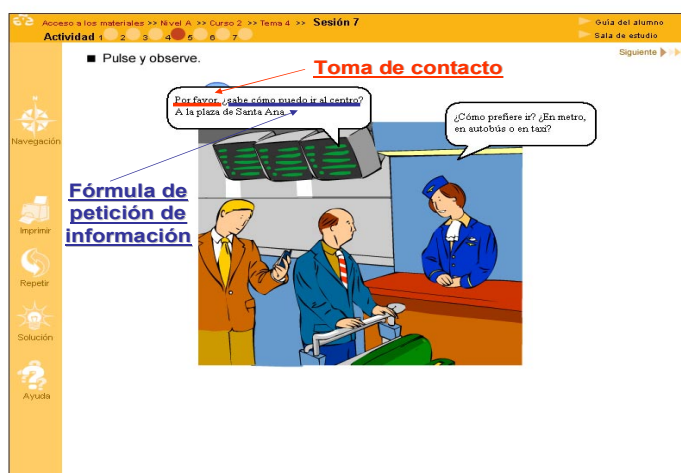 Acceso a los materiales >> Nivel A >> Curso 2 >> Tema 4 >> Sesión 7
Actividad 1 2 3 4 5 6 7
Guía del alumno
Sala de estudio
Siguiente
Pulse y observe.
Toma de contacto
Por favor, ¿sabe cómo puedo ir al centro?
A la plaza de Santa Ana.
¿Cómo prefiere ir? ¿En metro,
en autobús o en taxi?
Fórmula de
petición de
información
Navegación
Imprimir
Repetir
Solución
Ayuda